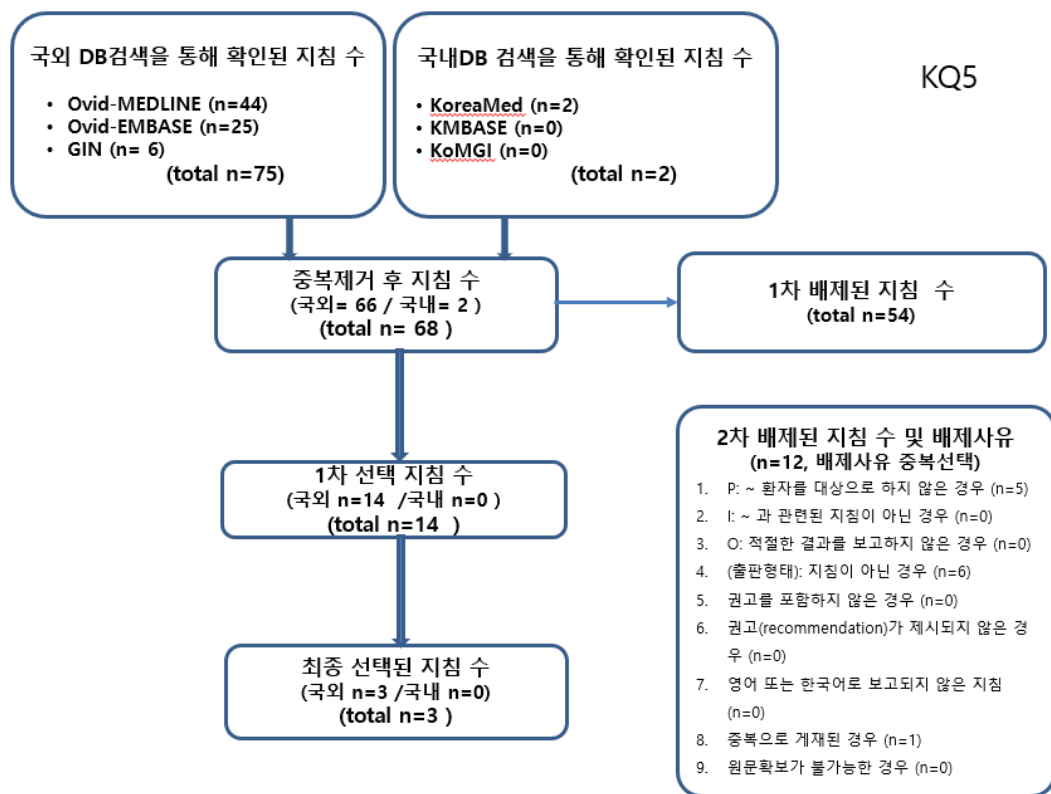 국외 DB검색을 통해 확인된 지침 수
• Ovid-MEDLINE (n=44)
• Ovid-EMBASE (n=25)
• GIN (n= 6)
(total n=75)
국내DB 검색을 통해 확인된 지침 수
• KoreaMed (n=2)
• KMBASE (n=0)
• KoMGI (n=0)
(total n=2)
KQ5
중복제거 후 지침 수
(국외= 66 / 국내= 2 )
(total n= 68 )
1차 배제된 지침 수
(total n=54)
1차 선택 지침 수
(국외 n=14 /국내 n=0 )
(total n=14 )
2차 배제된 지침 수 및 배제사유
(n=12, 배제사유 중복선택)
1. P: ~ 환자를 대상으로 하지 않은 경우 (n=5)
2. I: ~ 과 관련된 지침이 아닌 경우 (n=0)
3. O: 적절한 결과를 보고하지 않은 경우 (n=0)
4. (출판형태): 지침이 아닌 경우 (n=6)
5. 권고를 포함하지 않은 경우 (n=0)
6. 권고(recommendation)가 제시되지 않은 경
우 (n=0)
7. 영어 또는 한국어로 보고되지 않은 지침
(n=0)
8. 중복으로 게재된 경우 (n=1)
9. 원문확보가 불가능한 경우 (n=0)
최종 선택된 지침 수
(국외 n=3 /국내 n=0)
(total n=3 )